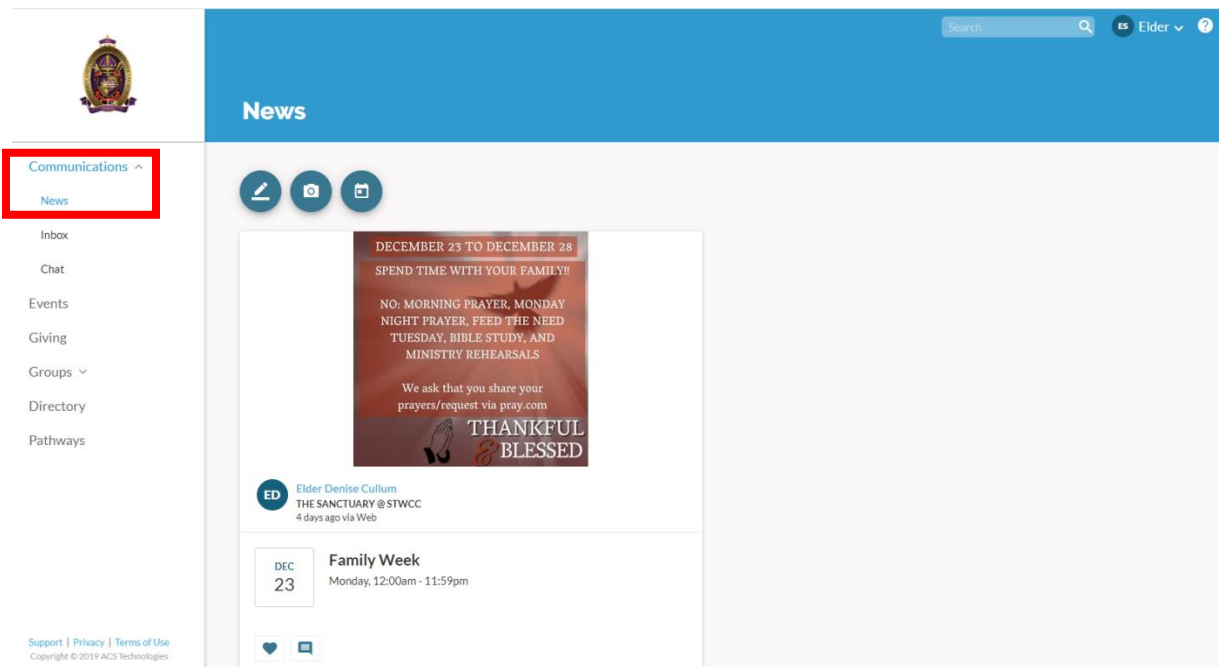 Search
ES Elder
?
News
Communications
News
Inbox
Chat
Events
Giving
Groups
Directory
Pathways
DECEMBER 23 TO DECEMBER 28
SPEND TIME WITH YOUR FAMILY!!
NO: MORNING PRAYER, MONDAY
NIGHT PRAYER, FEED THE NEED
TUESDAY, BIBLE STUDY, AND
MINISTRY REHEARSALS
We ask that you share your
prayers/request via pray.com
THANKFUL
& BLESSED
ED
Elder Denise Cullum
THE SANCTUARY @ STWCC
4 days ago via Web
DEC
23
Family Week
Monday, 12:00am - 11:59pm
Support | Privacy | Terms of Use
Copyright © 2019 ACS Technologies